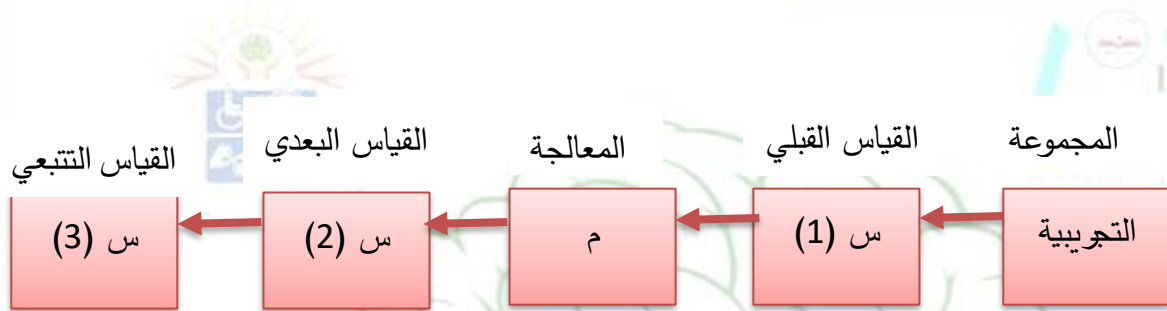 المجموعة
القياس القبلي
المعالجة
القياس البعدي
القياس التتبعي
التجريبية
س (1)
م
س (2)
س (3)